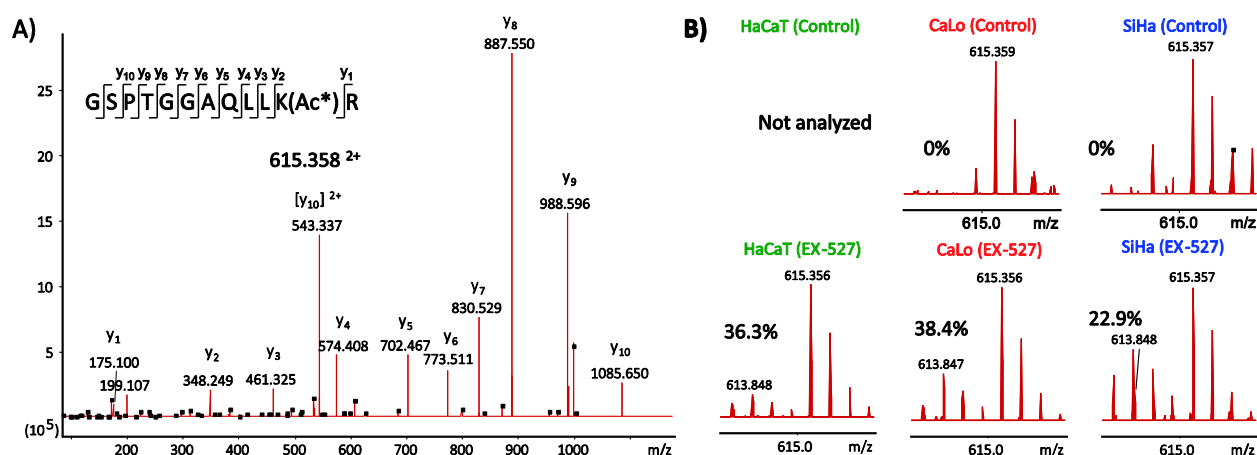 A)
y₈
887.550
y₁₀ y₉ y₈ y₇ y₆ y₅ y₄ y₃ y₂ y₁
GSPTGGAQLLK(Ac*)R
615.358 ²⁺
[y₁₀] ²⁺
543.337
y₉
988.596
y₇
830.529
y₁
175.100
199.107
y₂
348.249
y₃
461.325
y₄
574.408
y₅
702.467
y₆
773.511
y₁₀
1085.650
25
20
15
10
5
(10⁵)
200 400 600 800 1000 m/z
300 500 700 900
B)
HaCaT (Control) CaLo (Control) SiHa (Control)
Not analyzed
615.359
0%
615.0 m/z
615.357
0%
615.0 m/z
HaCaT (EX-527) CaLo (EX-527) SiHa (EX-527)
615.356
36.3%
613.848
615.0 m/z
615.356
38.4%
613.847
615.0 m/z
615.357
22.9%
613.848
615.0 m/z